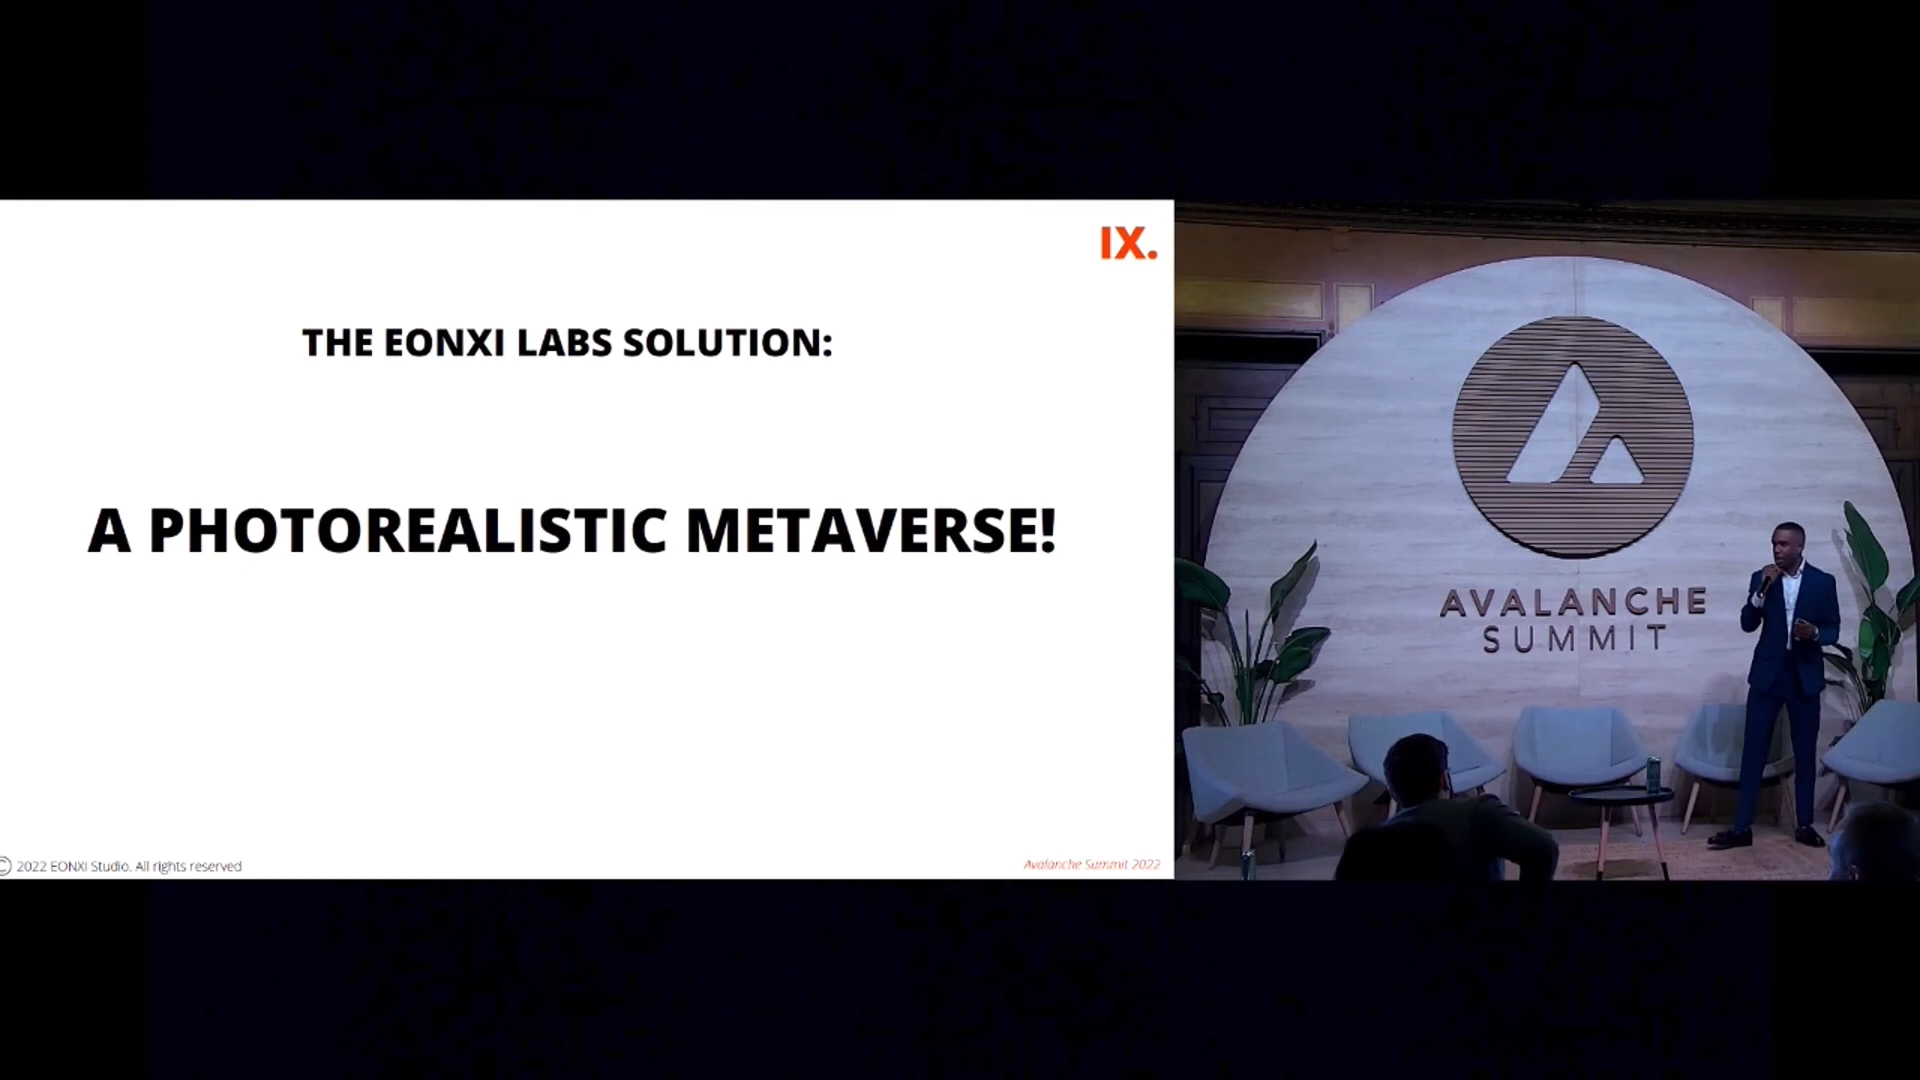 IX.
THE EONXI LABS SOLUTION:
A PHOTOREALISTIC METAVERSE!
© 2022 EONXI Studio. All rights reserved
Avalanche Summit 2022
AVALANCHE
SUMMIT